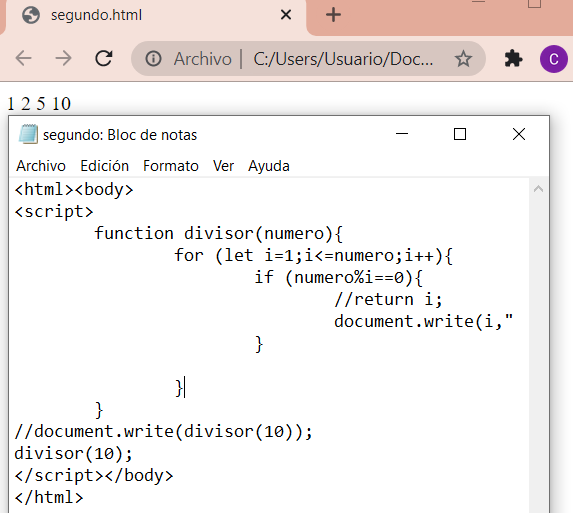 segundo.html
Archivo | C:/Users/Usuario/Doc...
C
1 2 5 10
segundo: Bloc de notas
Archivo Edición Formato Ver Ayuda
<html><body>
<script>
function divisor(numero){
for (let i=1;i<=numero;i++){
if (numero%i==0){
//return i;
document.write(i,"
}
}
}
//document.write(divisor(10));
divisor(10);
</script></body>
</html>